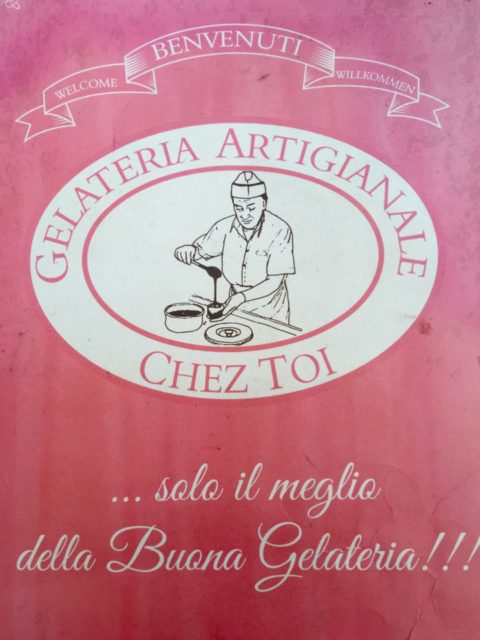 WELCOME BENVENUTI WILLKOMMEN
GELATERIA ARTIGIANALE
CHEZ TOI
... solo il meglio
della Buona Gelateria!!!